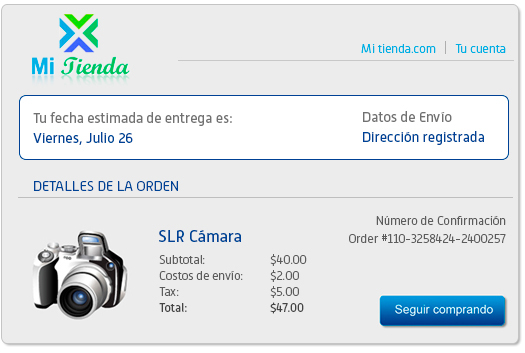 Mi Tienda
Mi tienda.com | Tu cuenta
Tu fecha estimada de entrega es:
Viernes, Julio 26
Datos de Envío
Dirección registrada
DETALLES DE LA ORDEN
Número de Confirmación
Order #110-3258424-2400257
SLR Cámara
Subtotal: $40.00
Costos de envío: $2.00
Tax: $5.00
Total: $47.00
Seguir comprando